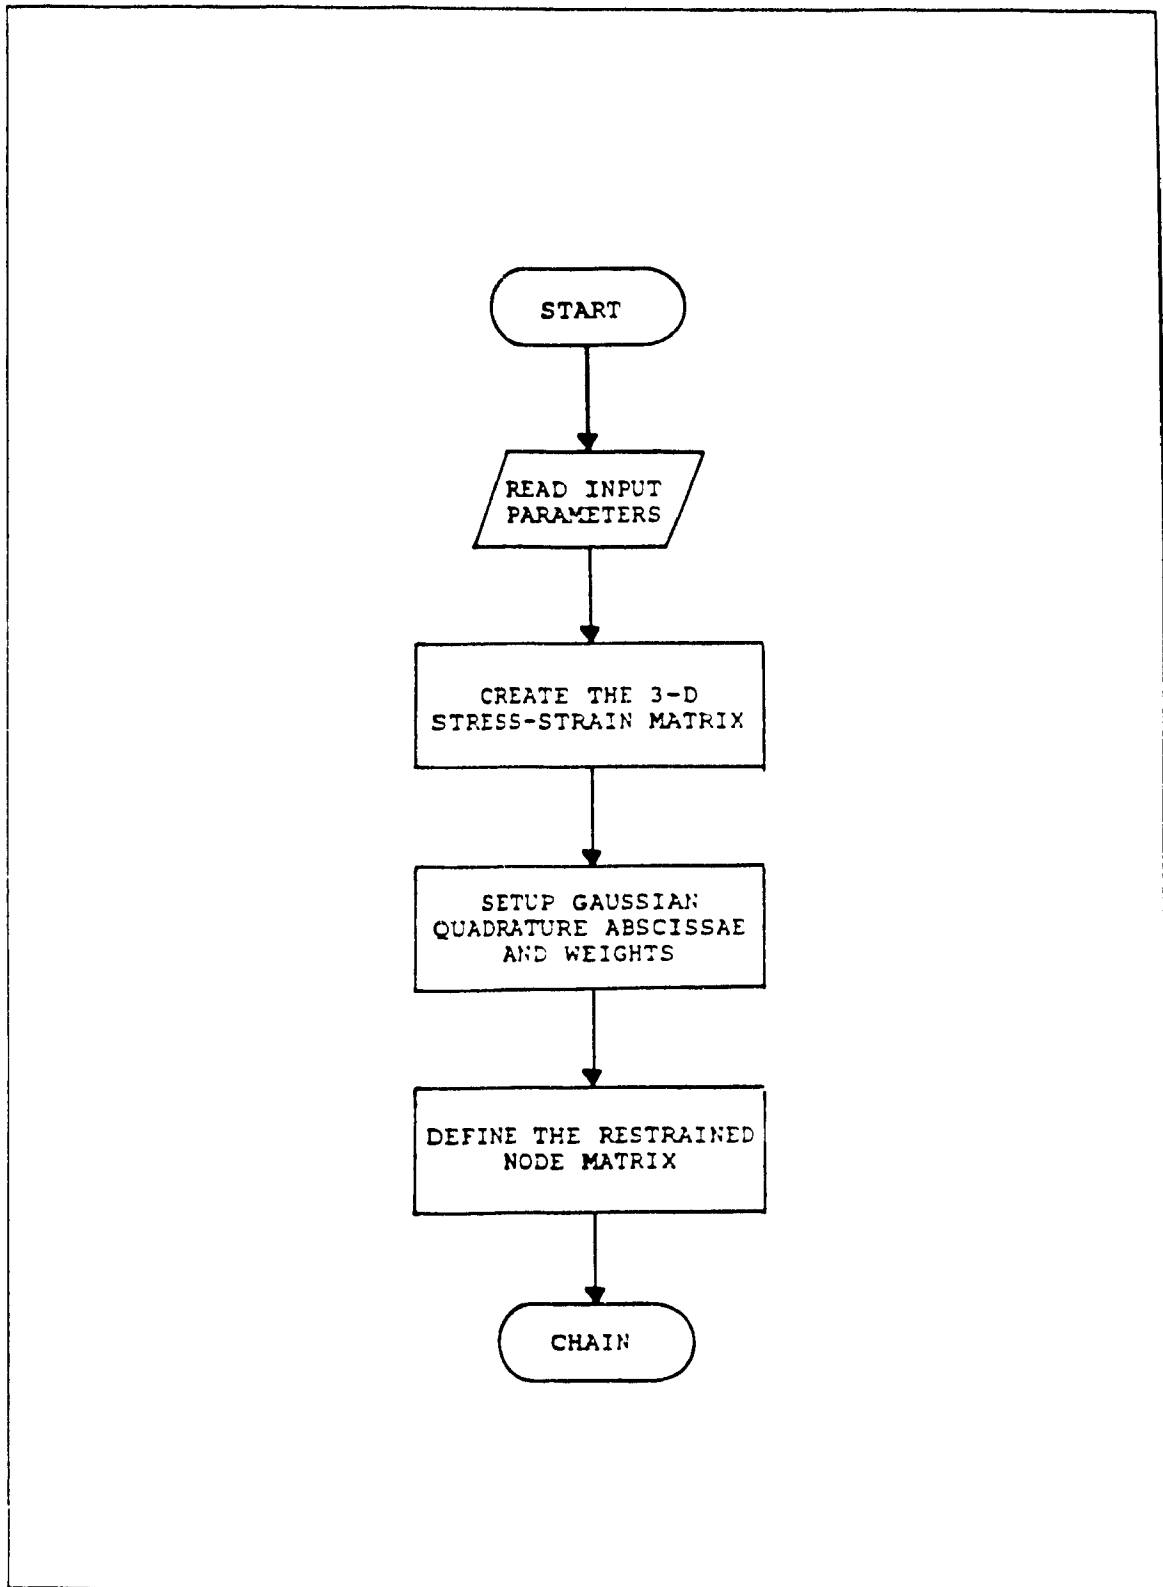 START
READ INPUT
PARAMETERS
CREATE THE 3-D
STRESS-STRAIN MATRIX
SETUP GAUSSIAN
QUADRATURE ABSCISSAE
AND WEIGHTS
DEFINE THE RESTRAINED
NODE MATRIX
CHAIN